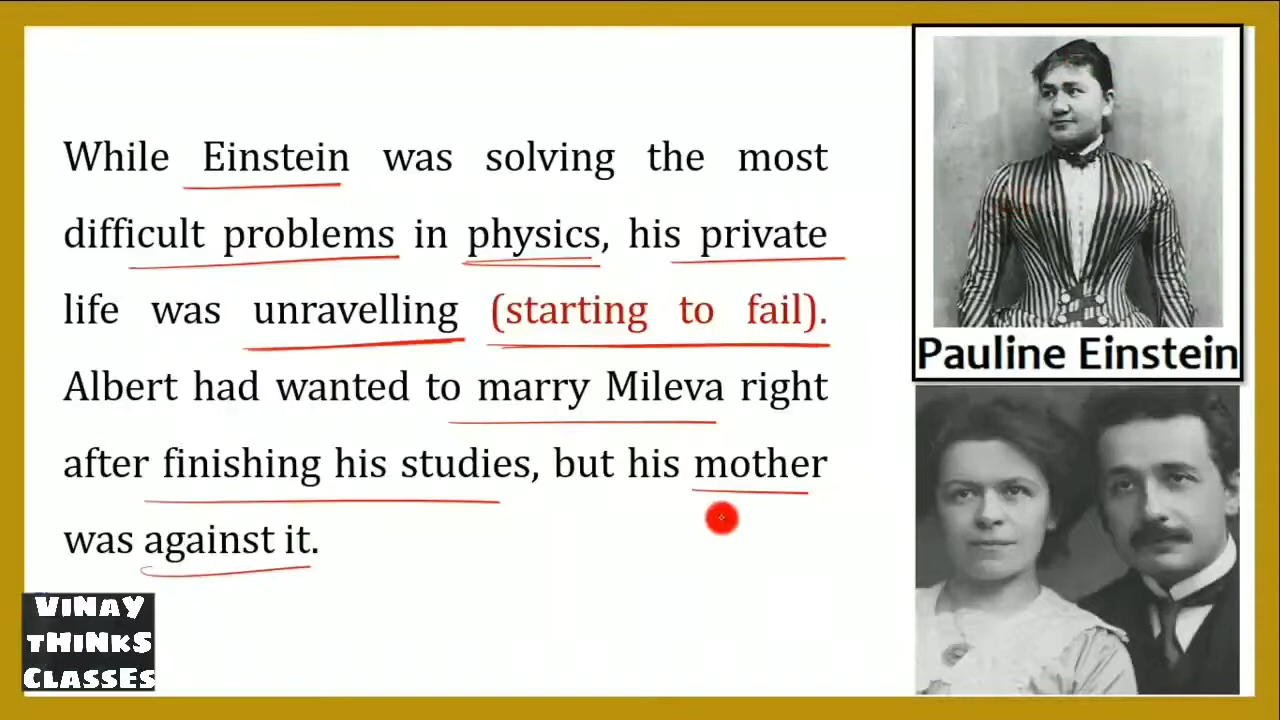 While Einstein was solving the most
difficult problems in physics, his private
life was unravelling (starting to fail).
Albert had wanted to marry Mileva right
after finishing his studies, but his mother
was against it.
Pauline Einstein
ViNAY
THiNKS
CLASSES